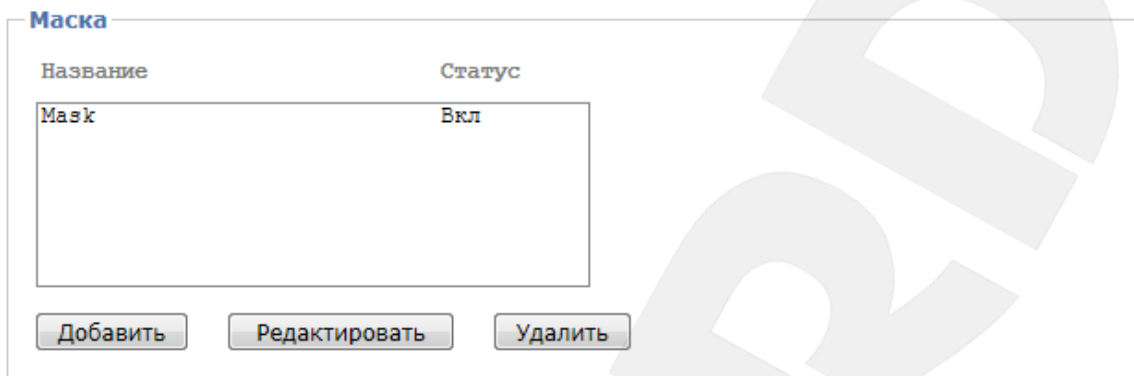 Маска
Название Статус
Mask Вкл
Добавить Редактировать Удалить